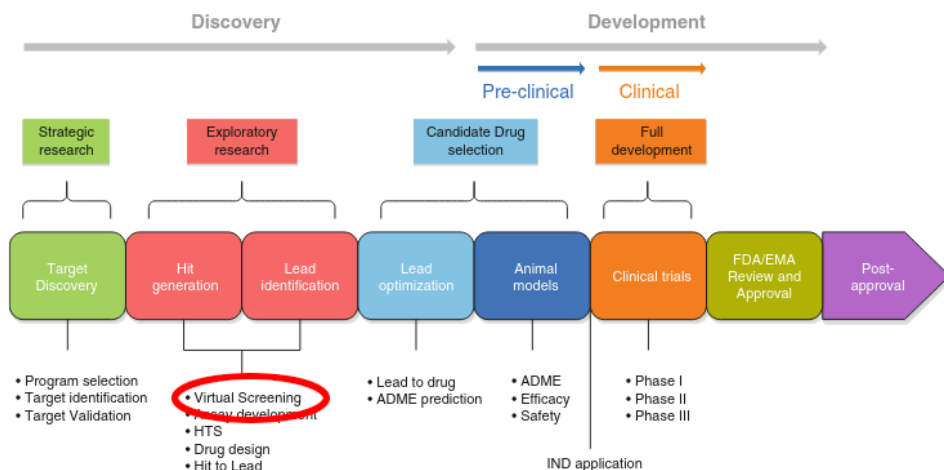 Discovery
Development
Pre-clinical
Clinical
Strategic
research
Exploratory
research
Candidate Drug
selection
Full
development
Target
Discovery
Hit
generation
Lead
identification
Lead
optimization
Animal
models
Clinical trials
FDA/EMA
Review and
Approval
Post-
approval
• Program selection
• Target identification
• Target Validation
• Virtual Screening
• Assay development
• HTS
• Drug design
• Hit to Lead
• Lead to drug
• ADME prediction
• ADME
• Efficacy
• Safety
• Phase I
• Phase II
• Phase III
IND application